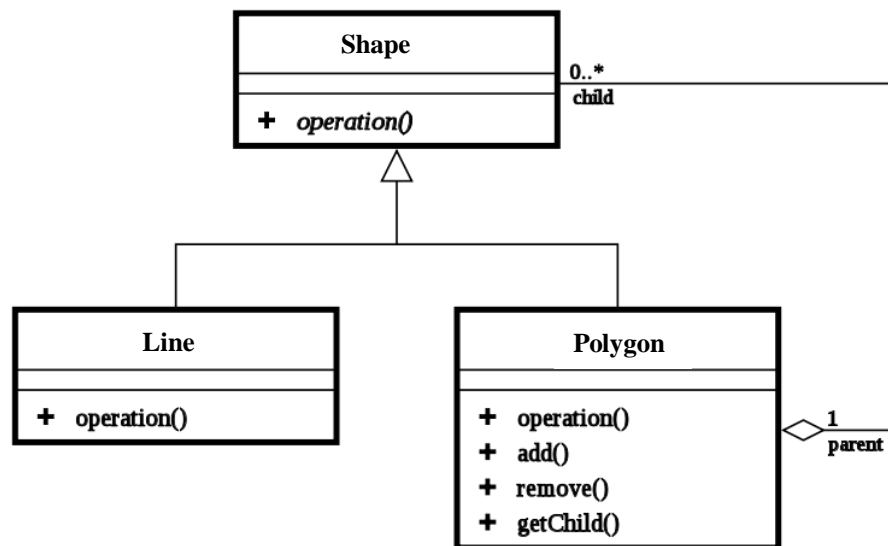 Shape
0..*
child
+ operation()
Line
+ operation()
Polygon
+ operation()
+ add()
+ remove()
+ getChild()
1
parent